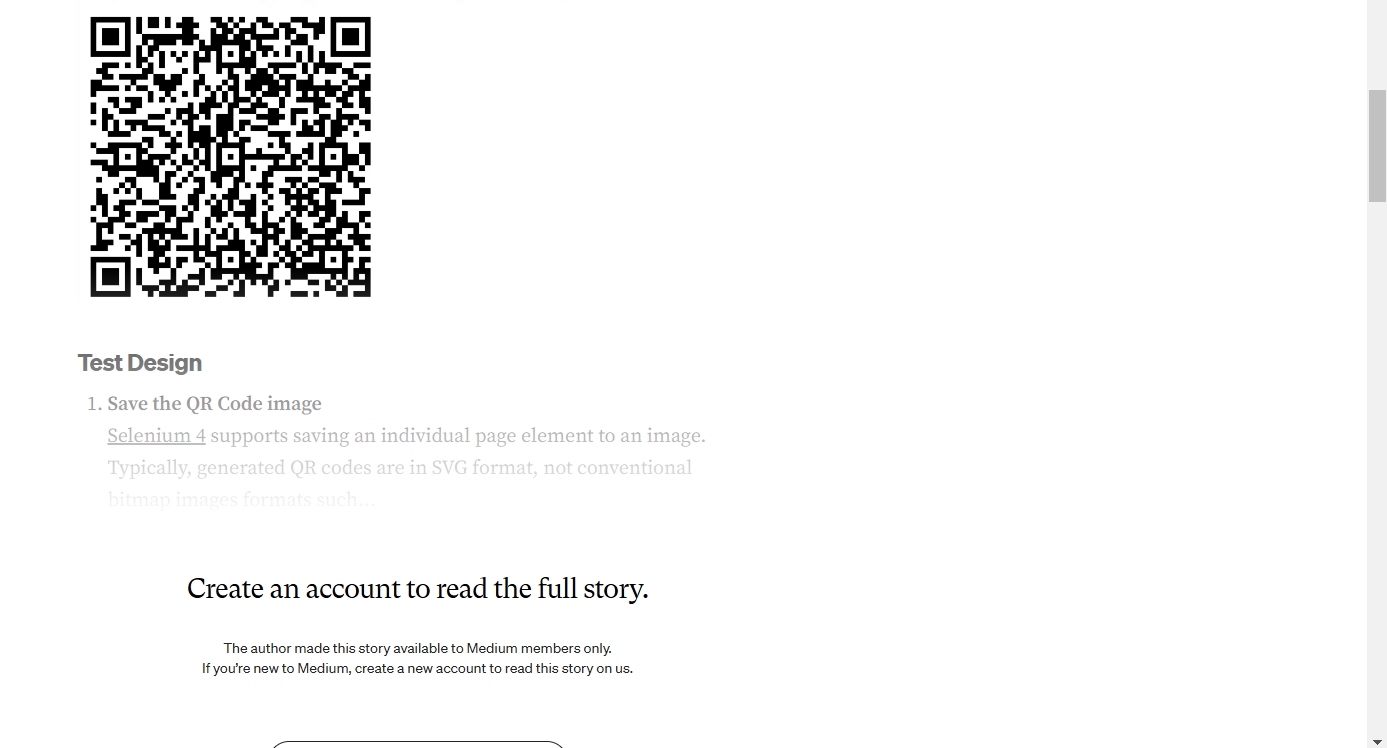 Test Design
1. Save the QR Code image
Selenium 4 supports saving an individual page element to an image.
Typically, generated QR codes are in SVG format, not conventional
bitmap images formats such...
Create an account to read the full story.
The author made this story available to Medium members only.
If you’re new to Medium, create a new account to read this story on us.